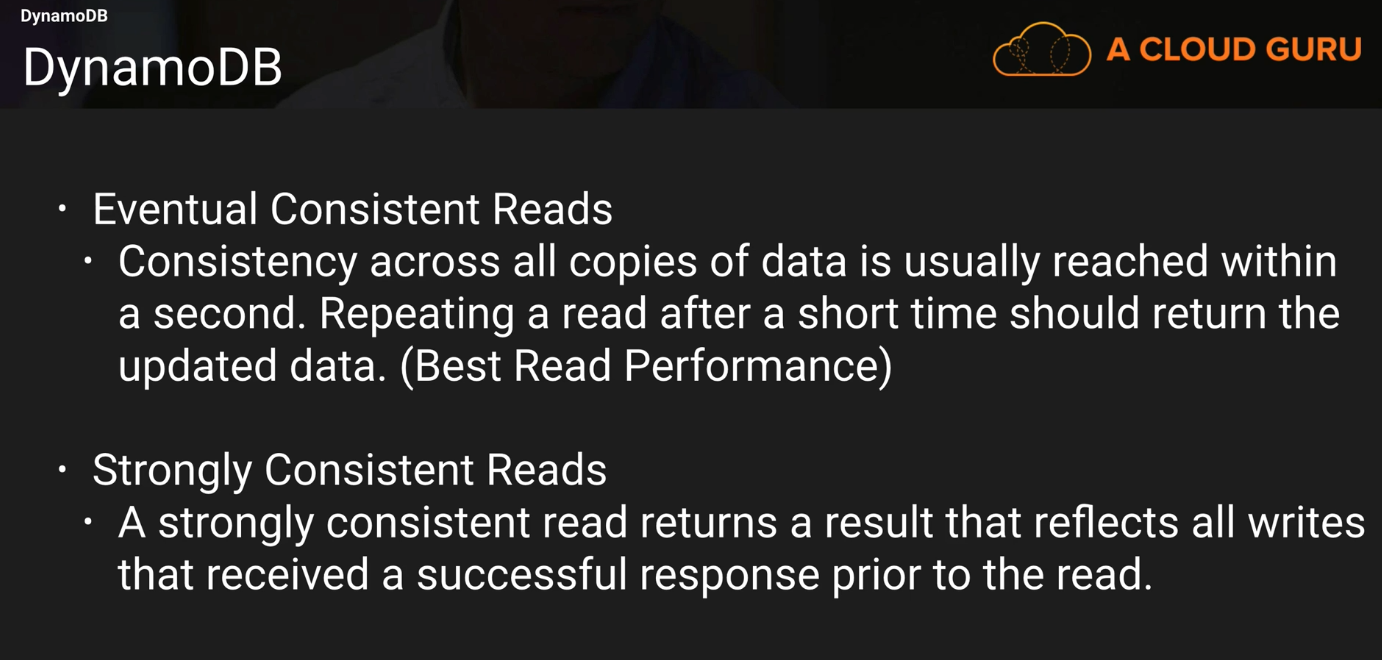 DynamoDB
DynamoDB
A CLOUD GURU
• Eventual Consistent Reads
• Consistency across all copies of data is usually reached within
a second. Repeating a read after a short time should return the
updated data. (Best Read Performance)
• Strongly Consistent Reads
• A strongly consistent read returns a result that reflects all writes
that received a successful response prior to the read.